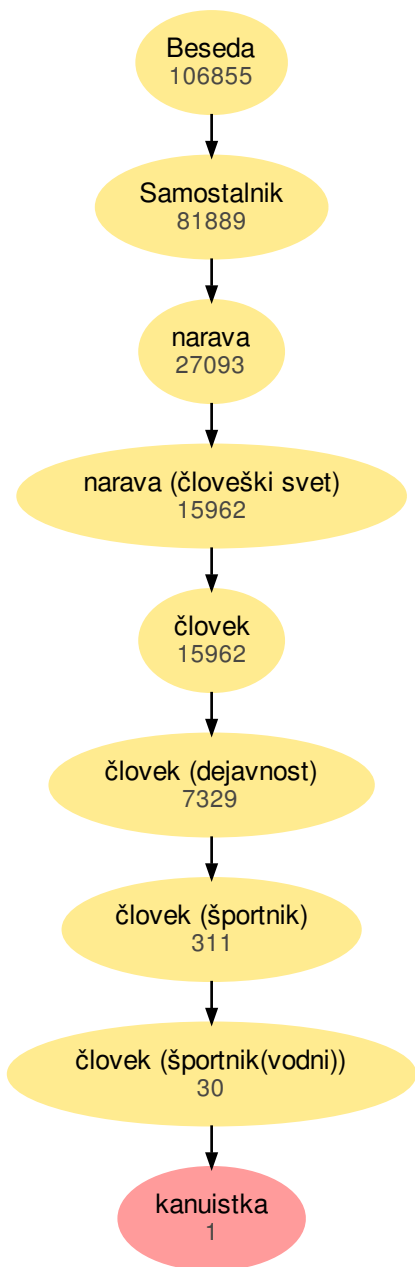 Beseda
106855
Samostalnik
81889
narava
27093
narava (človeški svet)
15962
človek
15962
človek (dejavnost)
7329
človek (športnik)
311
človek (športnik(vodni))
30
kanuistka
1